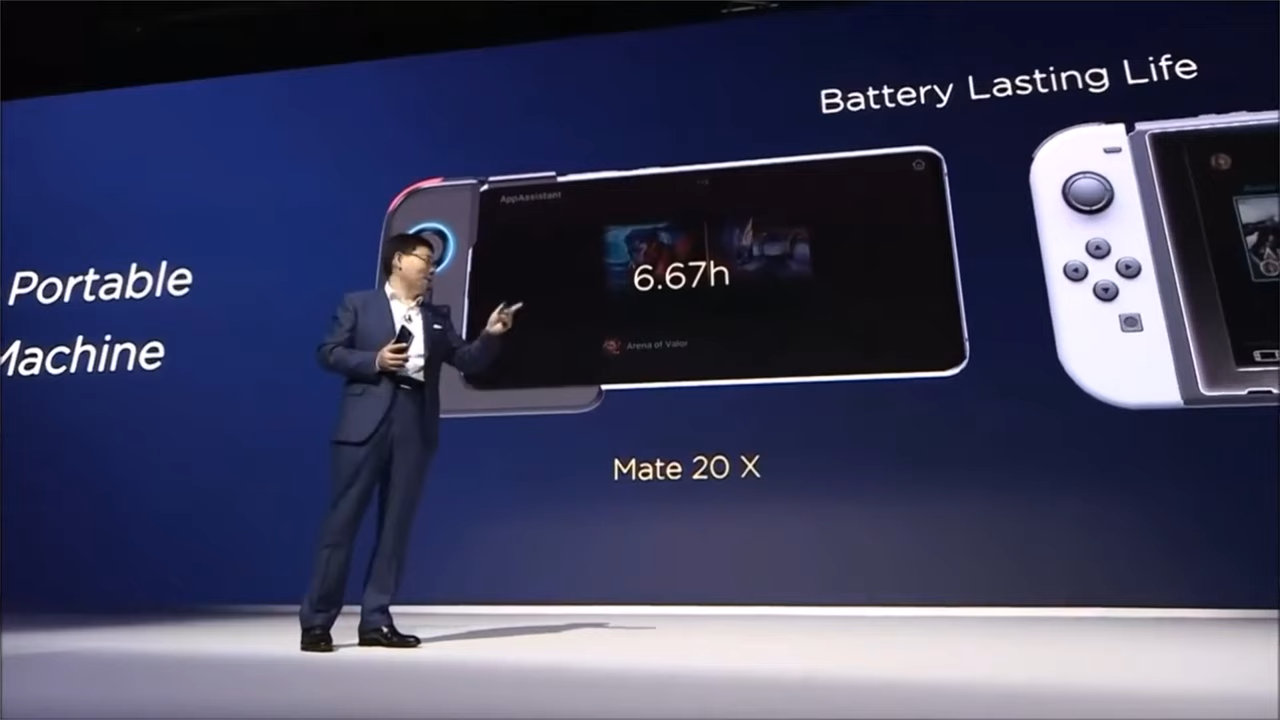 Battery Lasting Life
Portable
Machine
AppAssistant
6.67h
Arena of Valor
Mate 20 X